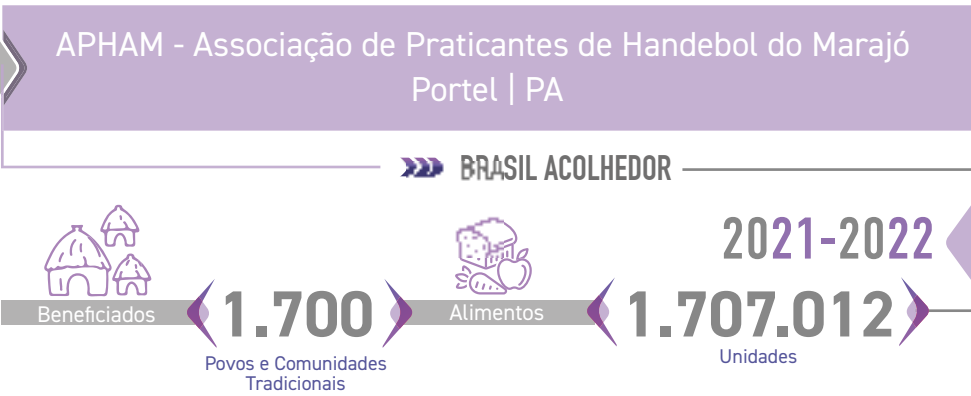 APHAM - Associação de Praticantes de Handebol do Marajó
Portel | PA
BRASIL ACOLHEDOR
2021-2022
Beneficiados
1.700
Povos e Comunidades
Tradicionais
Alimentos
1.707.012
Unidades